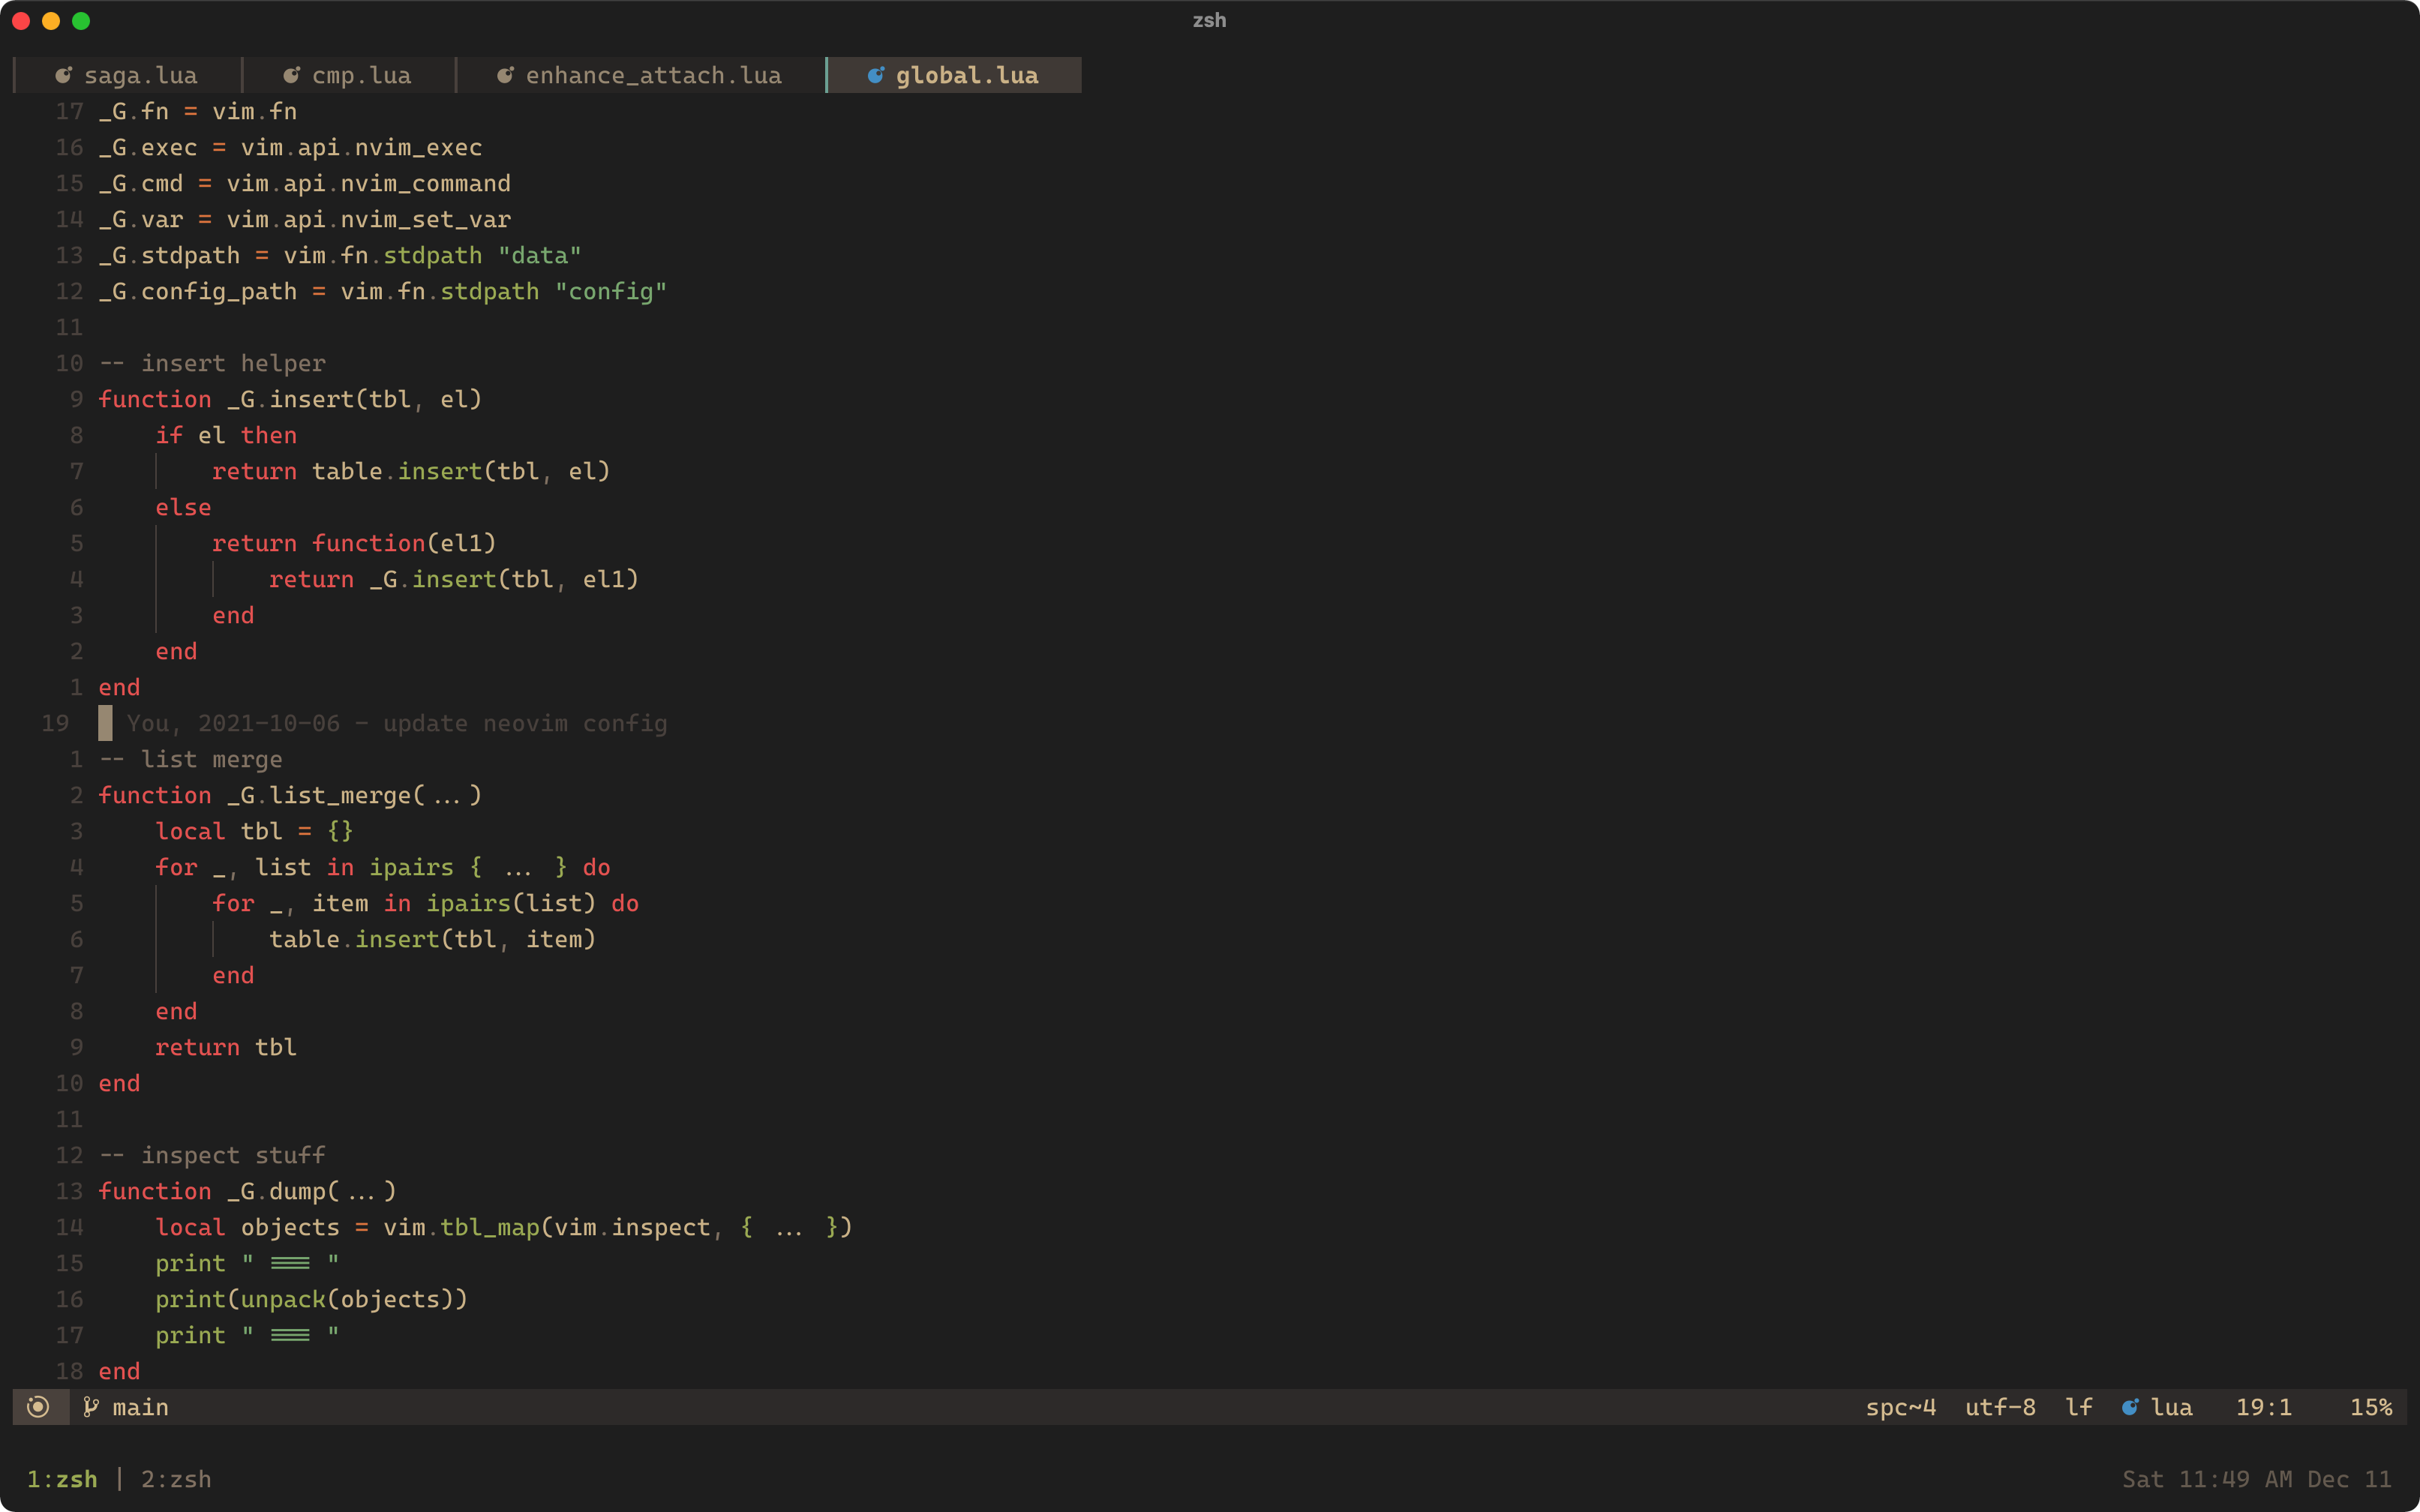 zsh
saga.lua cmp.lua enhance_attach.lua global.lua
17 _G.fn = vim.fn
16 _G.exec = vim.api.nvim_exec
15 _G.cmd = vim.api.nvim_command
14 _G.var = vim.api.nvim_set_var
13 _G.stdpath = vim.fn.stdpath "data"
12 _G.config_path = vim.fn.stdpath "config"
11
10 -- insert helper
9 function _G.insert(tbl, el)
8     if el then
7         return table.insert(tbl, el)
6     else
5         return function(el1)
4             return _G.insert(tbl, el1)
3         end
2     end
1 end
19 You, 2021-10-06 - update neovim config
1 -- list merge
2 function _G.list_merge(...)
3     local tbl = {}
4     for _, list in ipairs { ... } do
5         for _, item in ipairs(list) do
6             table.insert(tbl, item)
7         end
8     end
9     return tbl
10 end
11
12 -- inspect stuff
13 function _G.dump(...)
14     local objects = vim.tbl_map(vim.inspect, { ... })
15     print " === "
16     print(unpack(objects))
17     print " === "
18 end
main spc~4 utf-8 lf lua 19:1 15%
1:zsh | 2:zsh Sat 11:49 AM Dec 11